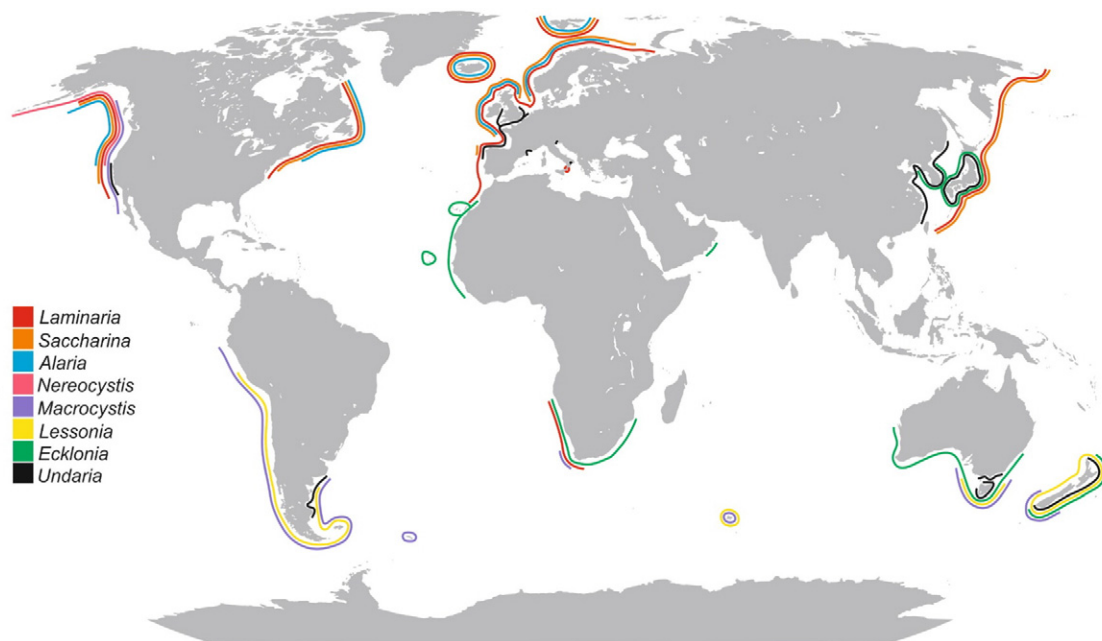 Laminaria
Saccharina
Alaria
Nereocystis
Macrocystis
Lessonia
Ecklonia
Undaria